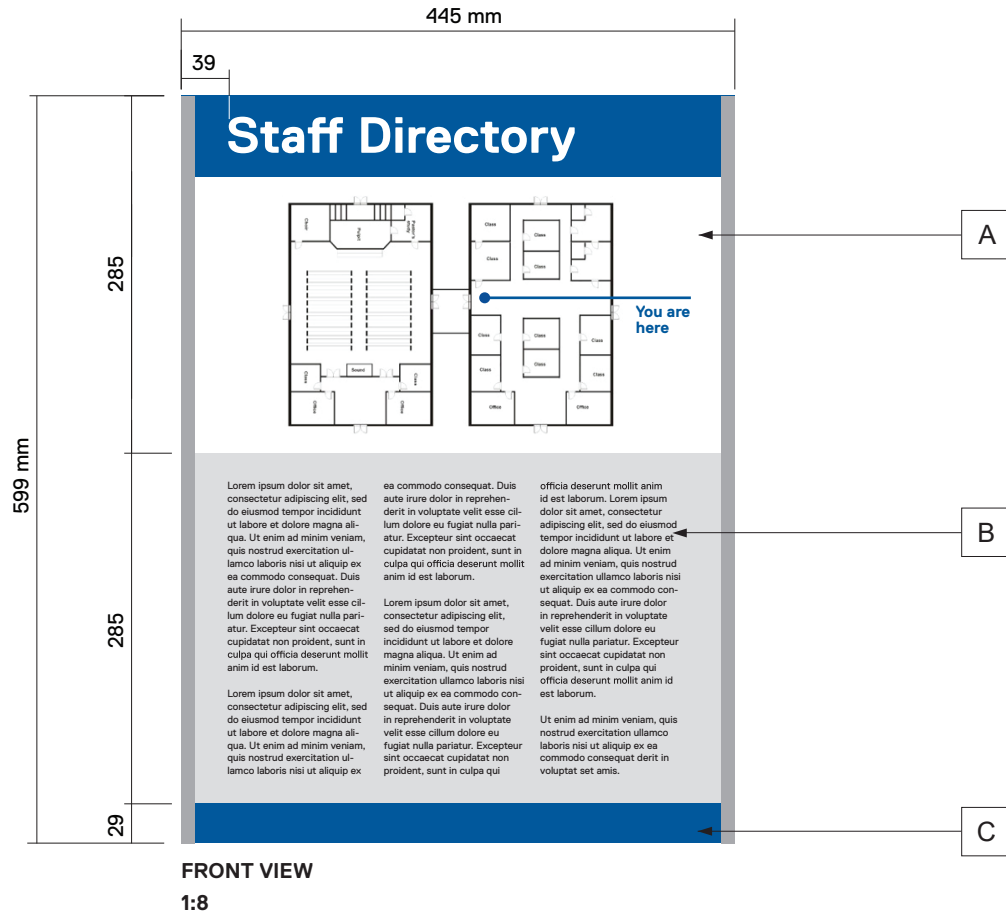 445 mm
39
Staff Directory
A
285
Choir
Pulpit
Pastor's
study
Class
Class
Class
Class
You are
here
Class
Class
Class
Class
Class
Class
Sound
Class
Class
Office
Office
Office
Office
599 mm
Lorem ipsum dolor sit amet,
consectetur adipiscing elit, sed
do eiusmod tempor incididunt
ut labore et dolore magna ali-
qua. Ut enim ad minim veniam,
quis nostrud exercitation ul-
lamco laboris nisi ut aliquip ex
ea commodo consequat. Duis
aute irure dolor in reprehen-
derit in voluptate velit esse cil-
lum dolore eu fugiat nulla pari-
atur. Excepteur sint occaecat
cupidatat non proident, sunt in
culpa qui officia deserunt mollit
anim id est laborum.
Lorem ipsum dolor sit amet,
consectetur adipiscing elit, sed
do eiusmod tempor incididunt
ut labore et dolore magna ali-
qua. Ut enim ad minim veniam,
quis nostrud exercitation ul-
lamco laboris nisi ut aliquip ex
ea commodo consequat. Duis
aute irure dolor in reprehen-
derit in voluptate velit esse cil-
lum dolore eu fugiat nulla pari-
atur. Excepteur sint occaecat
cupidatat non proident, sunt in
culpa qui officia deserunt mollit
anim id est laborum.
Lorem ipsum dolor sit amet,
consectetur adipiscing elit,
sed do eiusmod tempor
incididunt ut labore et dolore
magna aliqua. Ut enim ad
minim veniam, quis nostrud
exercitation ullamco laboris nisi
ut aliquip ex ea commodo con-
sequat. Duis aute irure dolor
in reprehenderit in voluptate
velit esse cillum dolore eu
fugiat nulla pariatur. Excepteur
sint occaecat cupidatat non
proident, sunt in culpa qui
officia deserunt mollit anim
id est laborum. Lorem ipsum
dolor sit amet, consectetur
adipiscing elit, sed do eiusmod
tempor incididunt ut labore et
dolore magna aliqua. Ut enim
ad minim veniam, quis nostrud
exercitation ullamco laboris nisi
ut aliquip ex ea commodo con-
sequat. Duis aute irure dolor
in reprehenderit in voluptate
velit esse cillum dolore eu
fugiat nulla pariatur. Excepteur
sint occaecat cupidatat non
proident, sunt in culpa qui
officia deserunt mollit anim id
est laborum.
Ut enim ad minim veniam, quis
nostrud exercitation ullamco
laboris nisi ut aliquip ex ea
commodo consequat derit in
voluptat set amis.
B
285
29
C
FRONT VIEW
1:8